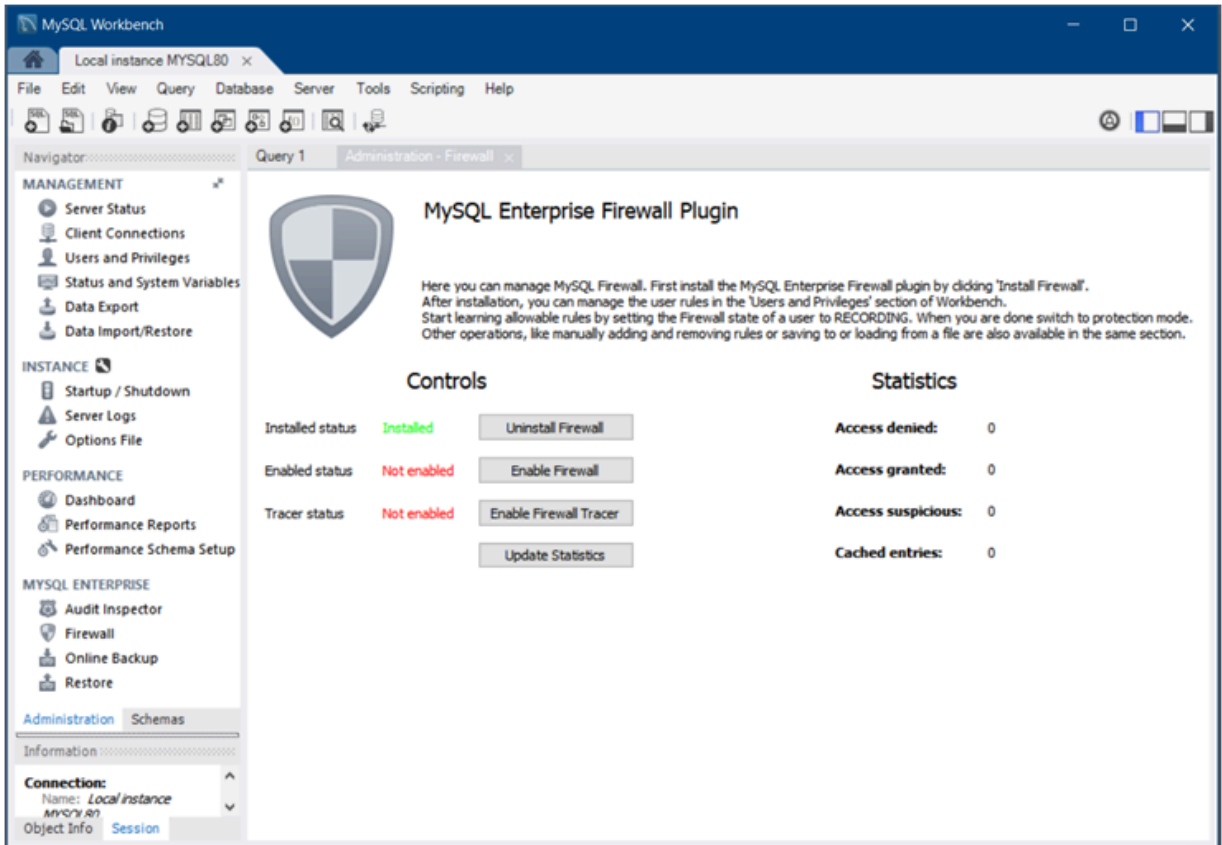 MySQL Workbench
Local instance MYSQL80
File Edit View Query Database Server Tools Scripting Help
Navigator
MANAGEMENT
Server Status
Client Connections
Users and Privileges
Status and System Variables
Data Export
Data Import/Restore
INSTANCE
Startup / Shutdown
Server Logs
Options File
PERFORMANCE
Dashboard
Performance Reports
Performance Schema Setup
MYSQL ENTERPRISE
Audit Inspector
Firewall
Online Backup
Restore
Administration Schemas
Information
Connection:
Name: Local instance
MYSQL80
Object Info Session
Query 1 Administration - Firewall
MySQL Enterprise Firewall Plugin
Here you can manage MySQL Firewall. First install the MySQL Enterprise Firewall plugin by clicking 'Install Firewall'.
After installation, you can manage the user rules in the 'Users and Privileges' section of Workbench.
Start learning allowable rules by setting the Firewall state of a user to RECORDING. When you are done switch to protection mode.
Other operations, like manually adding and removing rules or saving to or loading from a file are also available in the same section.
Controls
Installed status Installed Uninstall Firewall
Enabled status Not enabled Enable Firewall
Tracer status Not enabled Enable Firewall Tracer
Update Statistics
Statistics
Access denied: 0
Access granted: 0
Access suspicious: 0
Cached entries: 0